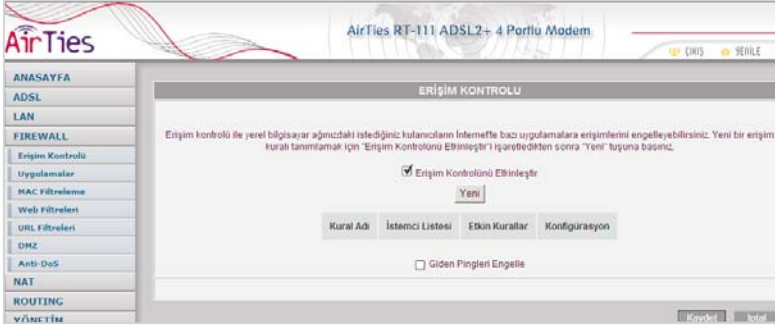 AirTies
AirTies RT-111 ADSL2+ 4 Portlu Modem
ÇIKIŞ YENİLE
ANASAYFA
ADSL
LAN
FIREWALL
Erişim Kontrolü
Uygulamalar
MAC Filtreleme
Web Filtreleri
URL Filtreleri
DMZ
Anti-DoS
NAT
ROUTING
YÖNETİM
ERİŞİM KONTROLU
Erişim kontrolü ile yerel bilgisayar ağınızdaki istediğiniz kulanıcıların İnternette bazı uygulamalara erişimlerini engelleyebilirsiniz. Yeni bir erişim
kuralı tanımlamak için "Erişim Kontrolünü Etkinleştir'i işaretledikten sonra "Yeni" tuşuna basınız.
Erişim Kontrolünü Etkinleştir
Yeni
Kural Adı İstemci Listesi Etkin Kurallar Konfigürasyon
Giden Pingleri Engelle
Kaydet İptal